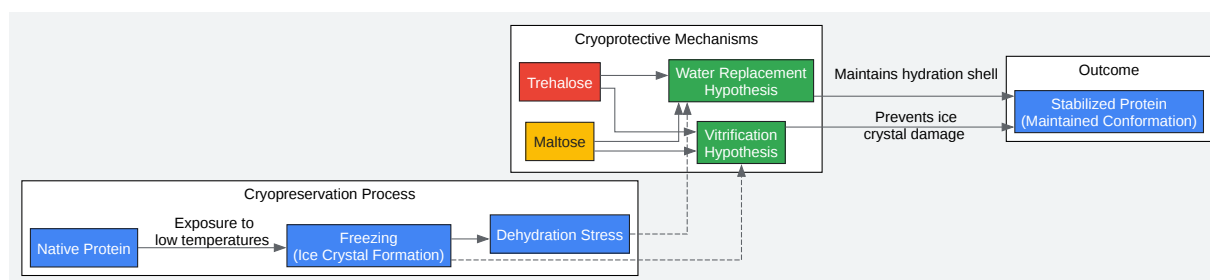 Cryoprotective Mechanisms
Trehalose
Water Replacement
Hypothesis
Maltose
Vitrification
Hypothesis
Maintains hydration shell
Prevents ice
crystal damage
Outcome
Stabilized Protein
(Maintained Conformation)
Cryopreservation Process
Native Protein
Exposure to
low temperatures
Freezing
(Ice Crystal Formation)
Dehydration Stress